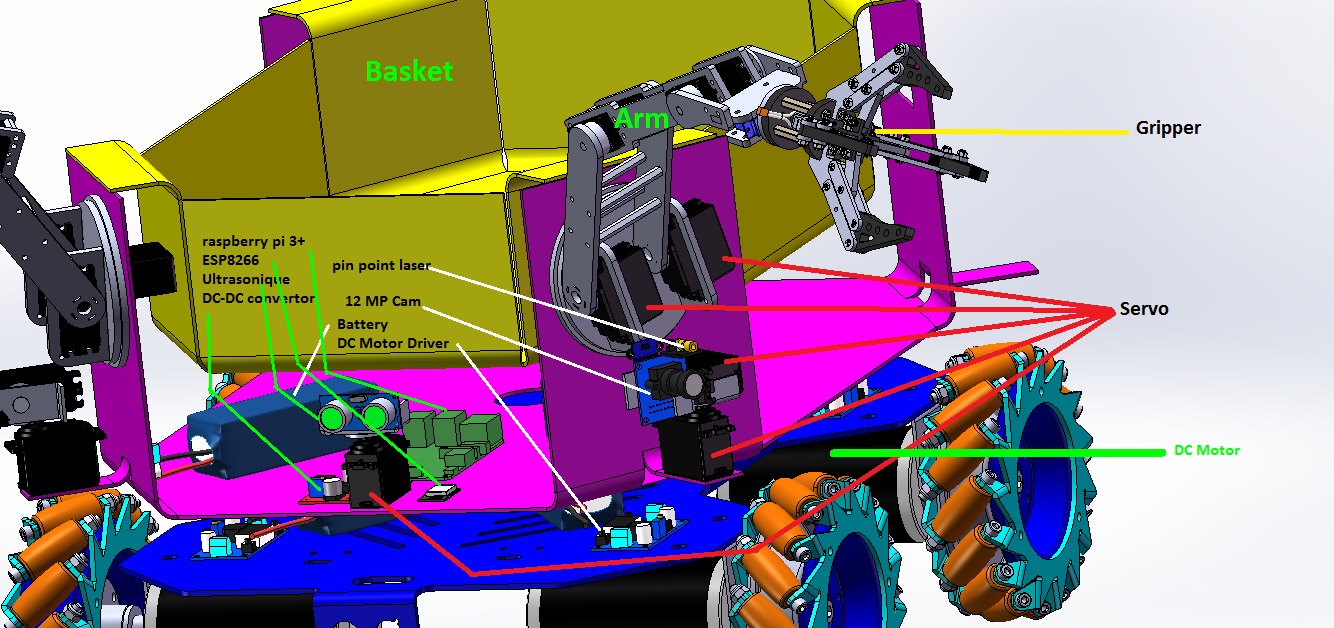 Basket
Arm
Gripper
raspberry pi 3+
ESP8266
Ultrasonique
DC-DC convertor
pin point laser
12 MP Cam
Battery
DC Motor Driver
Servo
DC Motor